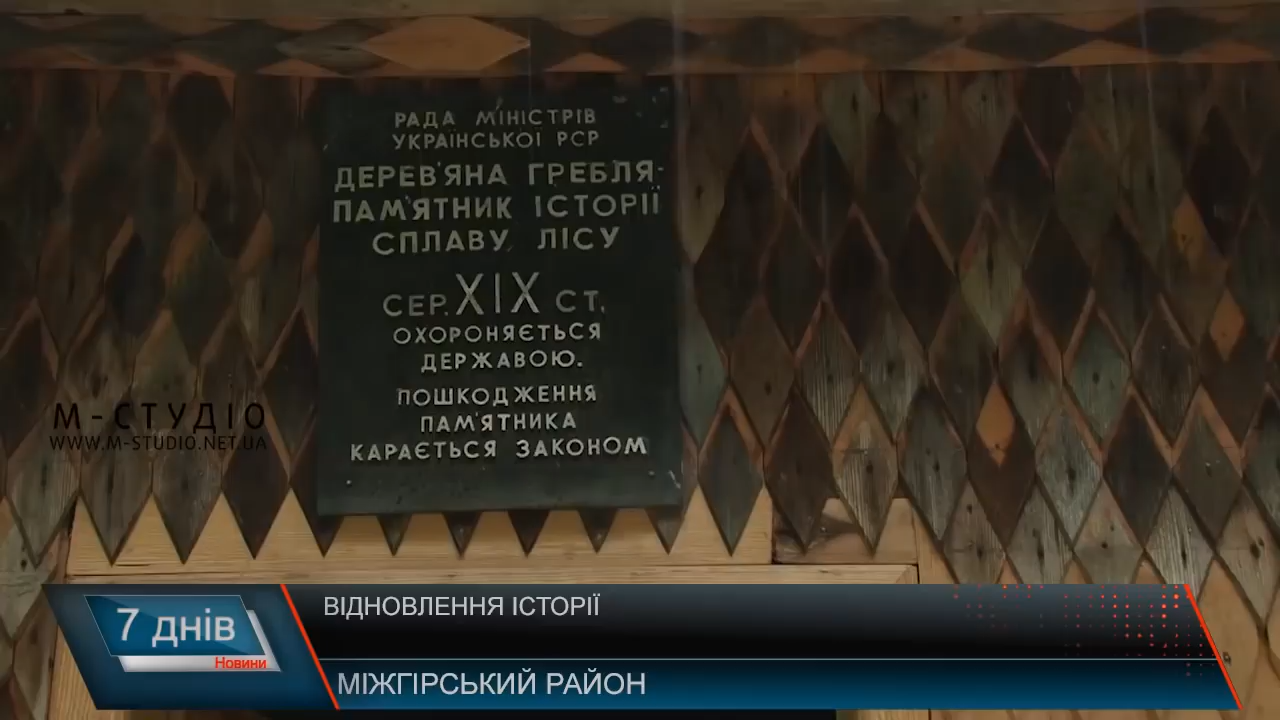 РАДА МІНІСТРІВ
УКРАЇНСЬКОЇ РСР
ДЕРЕВ'ЯНА ГРЕБЛЯ-
ПАМ'ЯТНИК ІСТОРІЇ
СПЛАВУ ЛІСУ
СЕР. XIX СТ.
ОХОРОНЯЄТЬСЯ
ДЕРЖАВОЮ.
ПОШКОДЖЕННЯ
ПАМ'ЯТНИКА
КАРАЄТЬСЯ ЗАКОНОМ
М-СТУДІО
WWW.M-STUDIO.NET.UA
7 днів
Новини
ВІДНОВЛЕННЯ ІСТОРІЇ
МІЖГІРСЬКИЙ РАЙОН